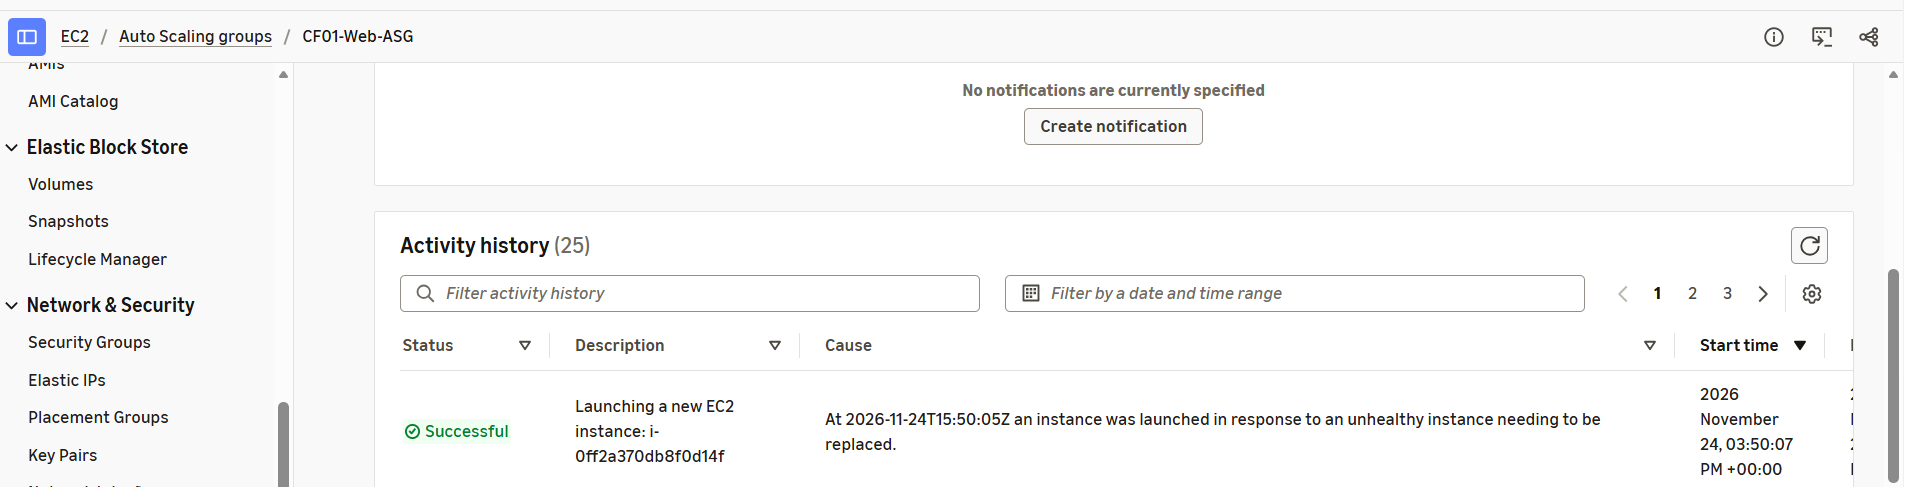 EC2 / Auto Scaling groups / CF01-Web-ASG
AMIs
AMI Catalog
Elastic Block Store
Volumes
Snapshots
Lifecycle Manager
Network & Security
Security Groups
Elastic IPs
Placement Groups
Key Pairs
No notifications are currently specified
Create notification
Activity history (25)
Filter activity history
Filter by a date and time range
1 2 3
Status Description Cause Start time
Successful
Launching a new EC2
instance: i-
0ff2a370db8f0d14f
At 2026-11-24T15:50:05Z an instance was launched in response to an unhealthy instance needing to be
replaced.
2026
November
24, 03:50:07
PM +00:00